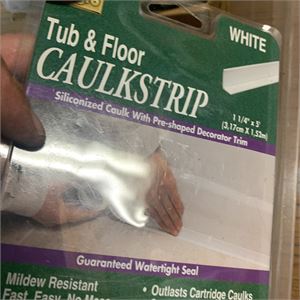 WHITE
Tub & Floor
CAULKSTRIP
Siliconized Caulk With Pre-shaped Decorator Trim
1 1/4" x 5'
(3,17cm X 1,52m)
Guaranteed Watertight Seal
Mildew Resistant
• Outlasts Cartridge Caulks
Fast, Easy, No